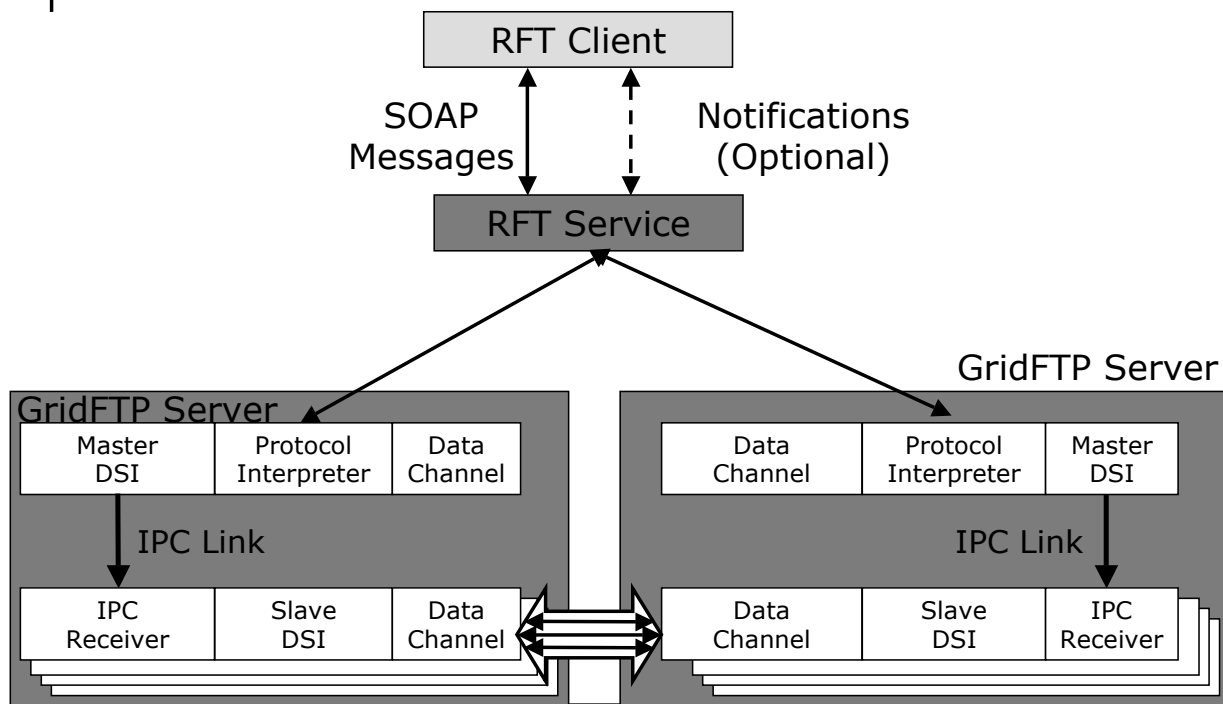 RFT Client
SOAP
Messages
Notifications
(Optional)
RFT Service
GridFTP Server
GridFTP Server
Master
DSI
Protocol
Interpreter
Data
Channel
Data
Channel
Protocol
Interpreter
Master
DSI
IPC Link
IPC Link
IPC
Receiver
Slave
DSI
Data
Channel
Data
Channel
Slave
DSI
IPC
Receiver